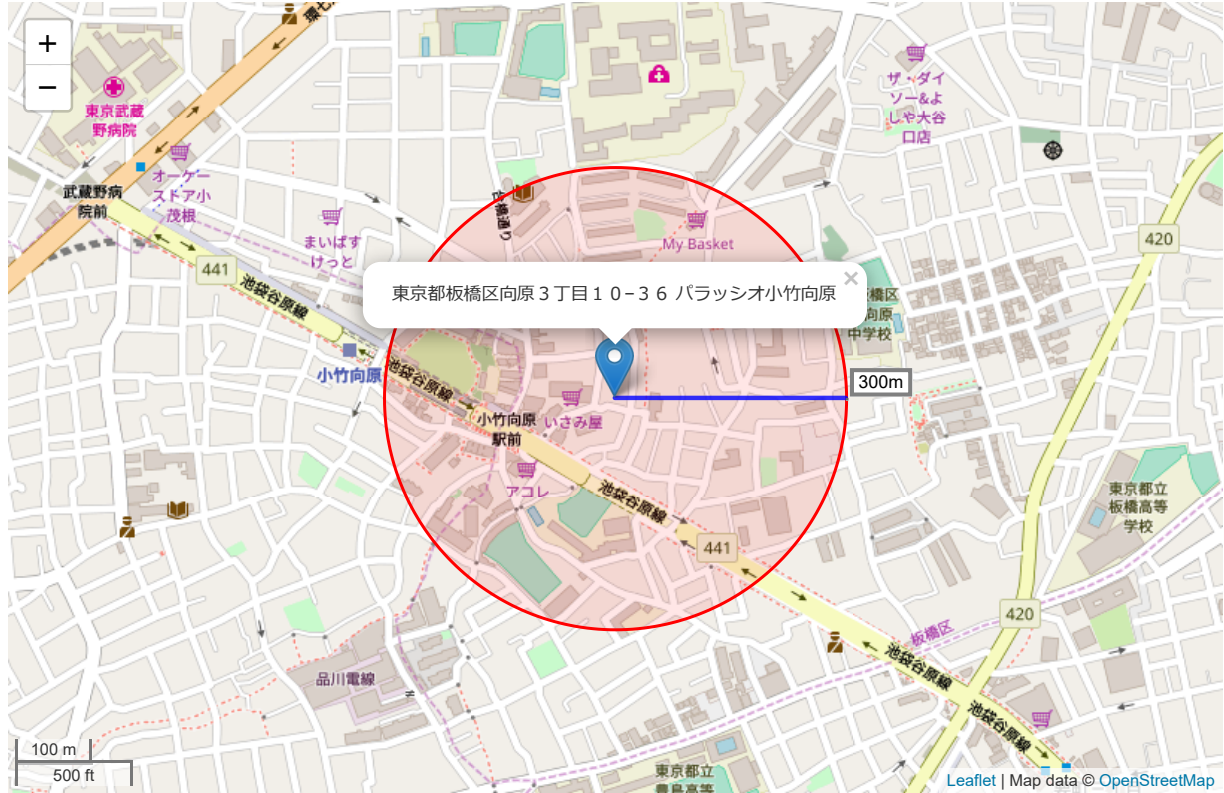 +
−
環七
東京武蔵
野病院
オーケー
ストア小
茂根
武蔵野病
院前
まいばす
けっと
441
池袋谷原線
小竹向原
ザ・ダイ
ソー&よ
しや大谷
口店
420
My Basket
東京都板橋区向原３丁目１０−３６ パラッシオ小竹向原
×
板橋区
向原
中学校
300m
池袋谷原線
小竹向原
駅前
いさみ屋
アコレ
池袋谷原線
441
東京都立
板橋高等
学校
420
板橋区
池袋谷原線
池袋谷原線
品川電線
東京都立
豊島高等
100 m
500 ft
Leaflet | Map data © OpenStreetMap